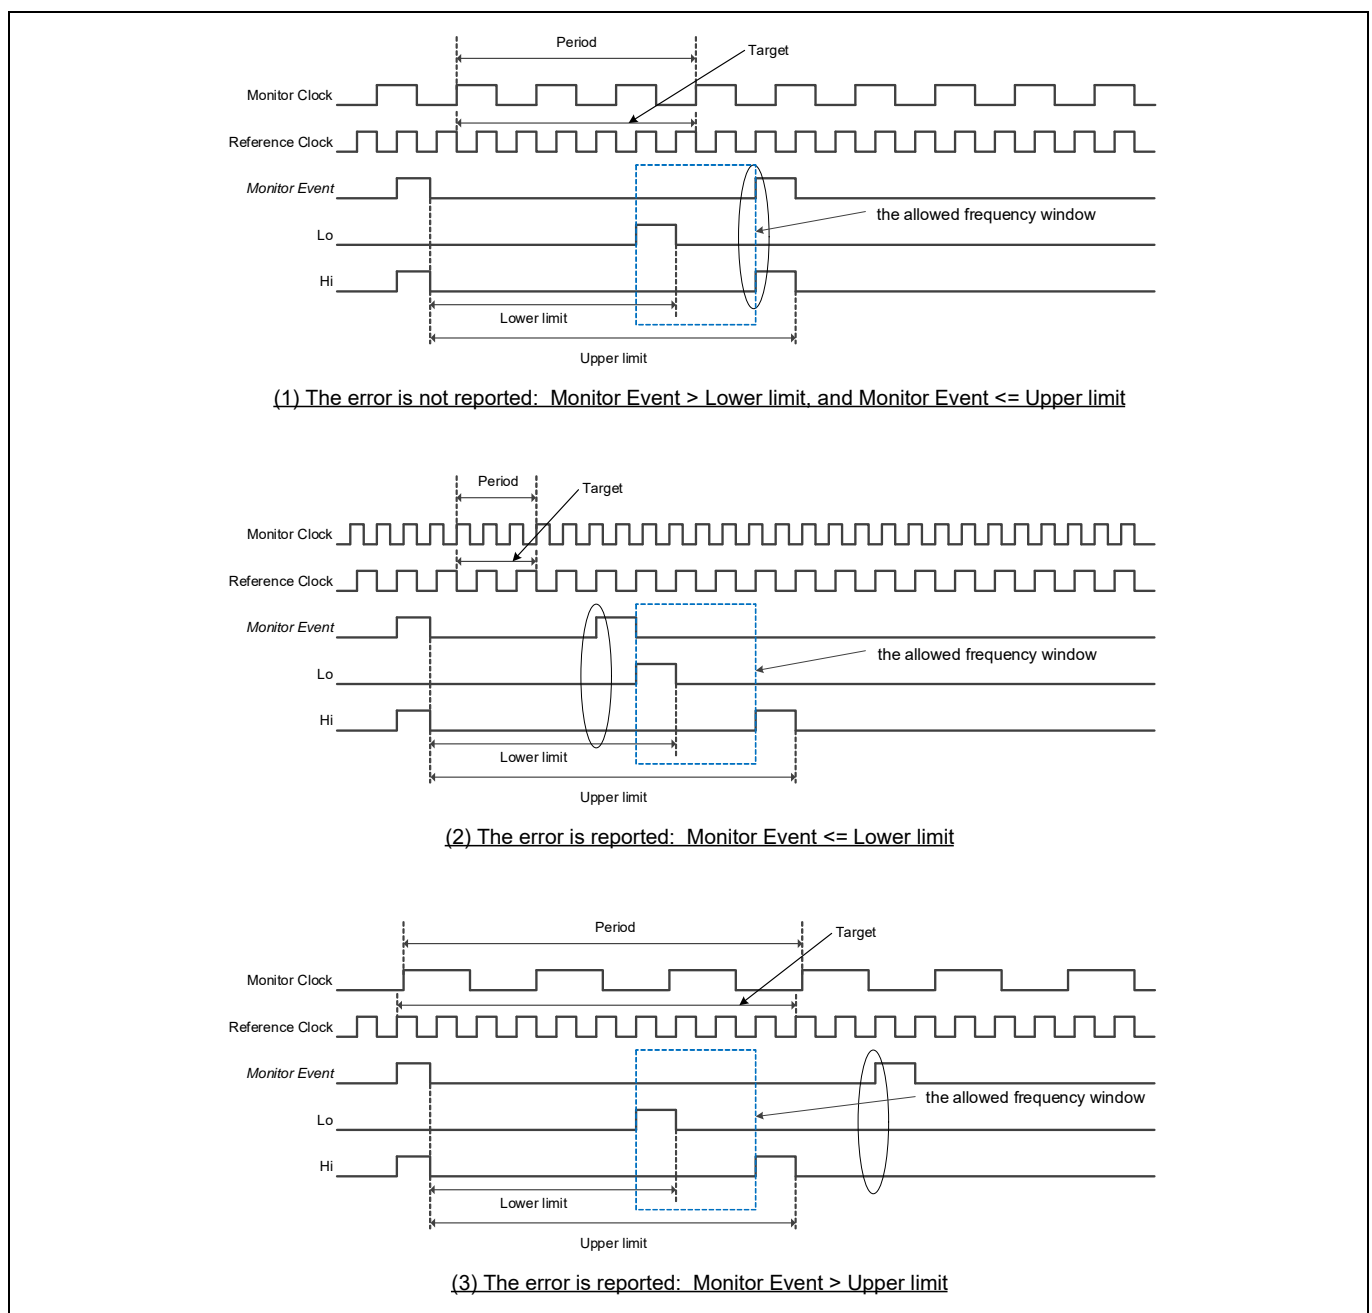 Period
Target
Monitor Clock
Reference Clock
Monitor Event
the allowed frequency window
Lo
Hi
Lower limit
Upper limit
(1) The error is not reported:  Monitor Event > Lower limit, and Monitor Event <= Upper limit
Period
Target
Monitor Clock
Reference Clock
Monitor Event
the allowed frequency window
Lo
Hi
Lower limit
Upper limit
(2) The error is reported:  Monitor Event <= Lower limit
Period
Target
Monitor Clock
Reference Clock
Monitor Event
the allowed frequency window
Lo
Hi
Lower limit
Upper limit
(3) The error is reported:  Monitor Event > Upper limit